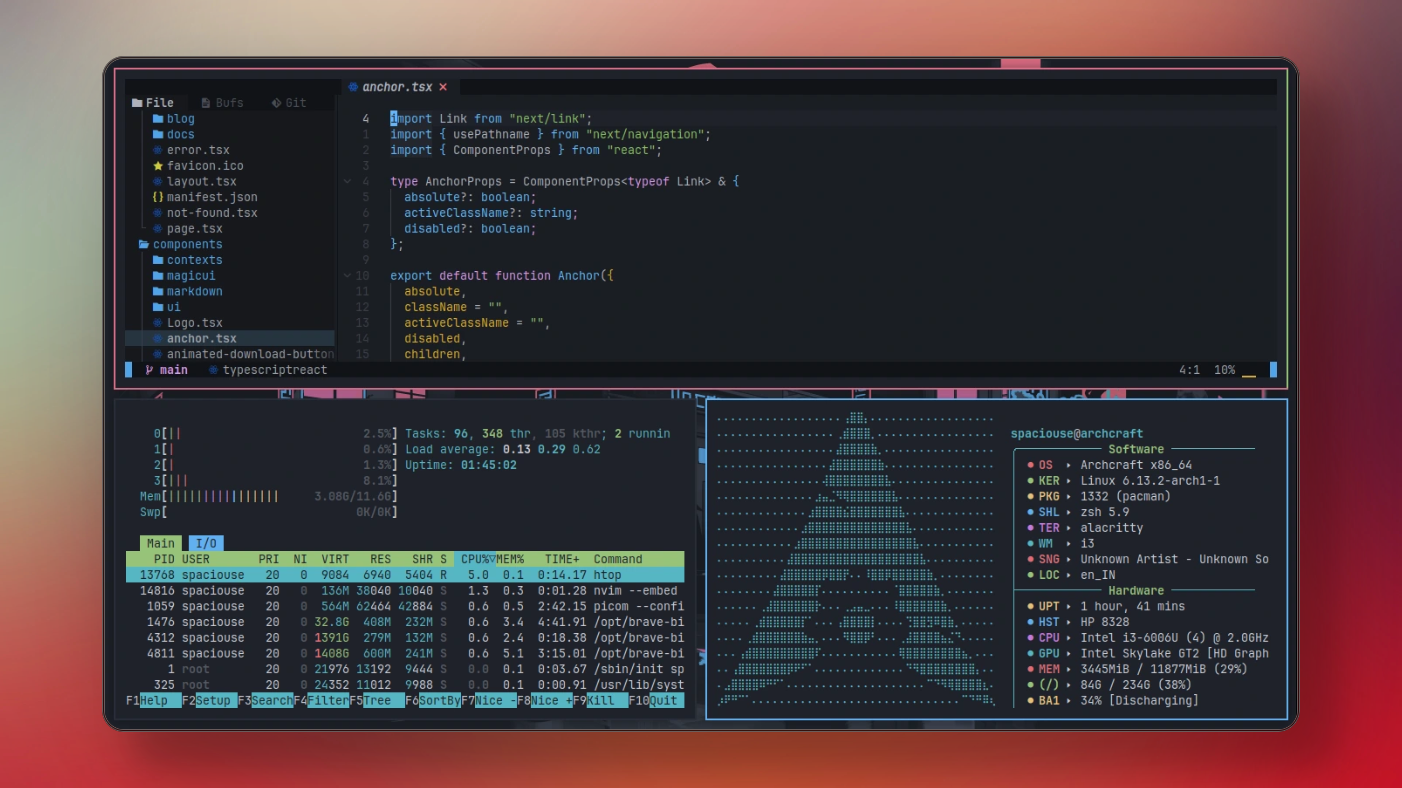 anchor.tsx ×
File Bufs Git
blog
docs
error.tsx
favicon.ico
layout.tsx
manifest.json
not-found.tsx
page.tsx
components
contexts
magicui
markdown
ui
Logo.tsx
anchor.tsx
animated-download-button
4 import Link from "next/link";
1 import { usePathname } from "next/navigation";
2 import { ComponentProps } from "react";
3
4 type AnchorProps = ComponentProps<typeof Link> & {
5 absolute?: boolean;
6 activeClassName?: string;
7 disabled?: boolean;
8 };
9
10 export default function Anchor({
11 absolute,
12 className = "",
13 activeClassName = "",
14 disabled,
15 children,
main typescriptreact 4:1 10%
0[|| 2.5%] Tasks: 96, 348 thr, 105 kthr; 2 runnin
1[| 0.6%] Load average: 0.13 0.29 0.62
2[| 1.3%] Uptime: 01:45:02
3[||| 8.1%]
Mem[|||||||||||||||||| 3.08G/11.6G]
Swp[ 0K/0K]
Main I/O
PID USER PRI NI VIRT RES SHR S CPU%▽MEM% TIME+ Command
13768 spaciouse 20 0 9084 6940 5404 R 5.0 0.1 0:14.17 htop
14816 spaciouse 20 0 136M 38040 10040 S 1.3 0.3 0:01.28 nvim --embed
1059 spaciouse 20 0 564M 62464 42884 S 0.6 0.5 2:42.15 picom --confi
1476 spaciouse 20 0 32.8G 408M 232M S 0.6 3.4 4:41.91 /opt/brave-bi
4312 spaciouse 20 0 1391G 279M 132M S 0.6 2.4 0:18.38 /opt/brave-bi
4811 spaciouse 20 0 1408G 600M 241M S 0.6 5.1 3:15.01 /opt/brave-bi
1 root 20 0 21976 13192 9444 S 0.0 0.1 0:03.67 /sbin/init sp
325 root 20 0 24352 11012 9988 S 0.0 0.1 0:00.91 /usr/lib/syst
F1Help F2Setup F3SearchF4FilterF5Tree F6SortByF7Nice -F8Nice +F9Kill F10Quit
spaciouse@archcraft
Software
OS Archcraft x86_64
KER Linux 6.13.2-arch1-1
PKG 1332 (pacman)
SHL zsh 5.9
TER alacritty
WM i3
SNG Unknown Artist - Unknown So
LOC en_IN
Hardware
UPT 1 hour, 41 mins
HST HP 8328
CPU Intel i3-6006U (4) @ 2.0GHz
GPU Intel Skylake GT2 [HD Graph
MEM 3445MiB / 11877MiB (29%)
(/) 84G / 234G (38%)
BA1 34% [Discharging]